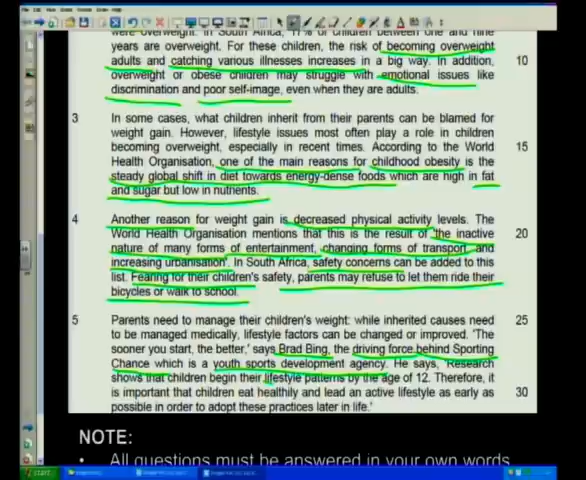 were overweight. In South Africa, 17% of children between one and nine
years are overweight. For these children, the risk of becoming overweight
adults and catching various illnesses increases in a big way. In addition, 10
overweight or obese children may struggle with emotional issues like
discrimination and poor self-image, even when they are adults.
3 In some cases, what children inherit from their parents can be blamed for
weight gain. However, lifestyle issues most often play a role in children
becoming overweight, especially in recent times. According to the World 15
Health Organisation, one of the main reasons for childhood obesity is the
steady global shift in diet towards energy-dense foods which are high in fat
and sugar but low in nutrients.
4 Another reason for weight gain is decreased physical activity levels. The
World Health Organisation mentions that this is the result of 'the inactive 20
nature of many forms of entertainment, changing forms of transport, and
increasing urbanisation'. In South Africa, safety concerns can be added to this
list. Fearing for their children's safety, parents may refuse to let them ride their
bicycles or walk to school.
5 Parents need to manage their children's weight: while inherited causes need 25
to be managed medically, lifestyle factors can be changed or improved. 'The
sooner you start, the better,' says Brad Bing, the driving force behind Sporting
Chance which is a youth sports development agency. He says, 'Research
shows that children begin their lifestyle patterns by the age of 12. Therefore, it
is important that children eat healthily and lead an active lifestyle as early as 30
possible in order to adopt these practices later in life.'
NOTE:
• All questions must be answered in your own words
start